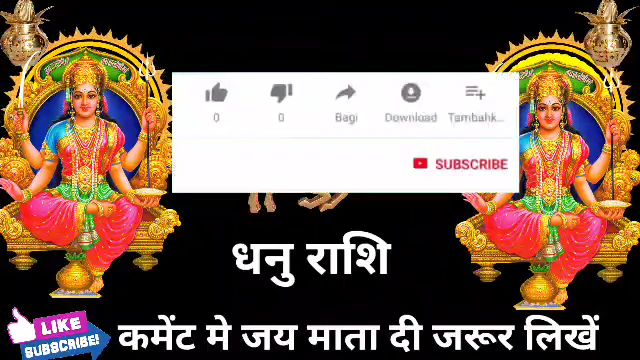 0 0 Bagi Download Tambahk...
SUBSCRIBE
धनु राशि
LIKE
SUBSCRIBE!
कमेंट मे जय माता दी जरूर लिखें